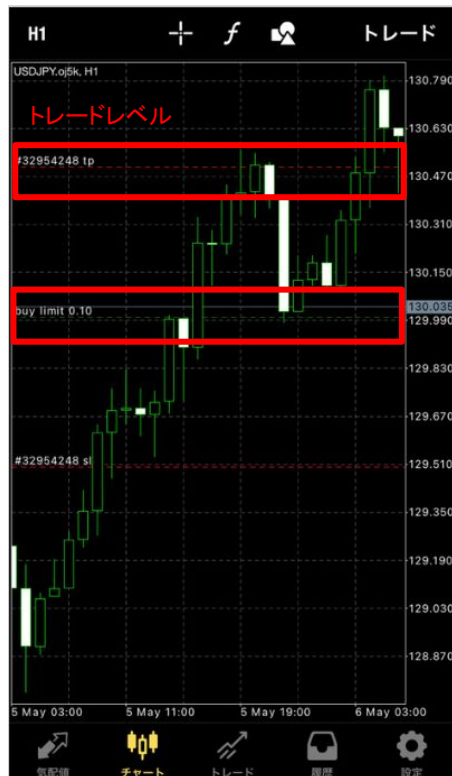 H1
トレード
USDJPY.oj5k, H1
トレードレベル
#32954248 tp
buy limit 0.10
#32954248 sl
130.790
130.630
130.470
130.310
130.150
130.035
129.990
129.830
129.670
129.510
129.350
129.190
129.030
128.870
5 May 03:00
5 May 11:00
5 May 19:00
6 May 03:00
気配値
チャート
トレード
履歴
設定